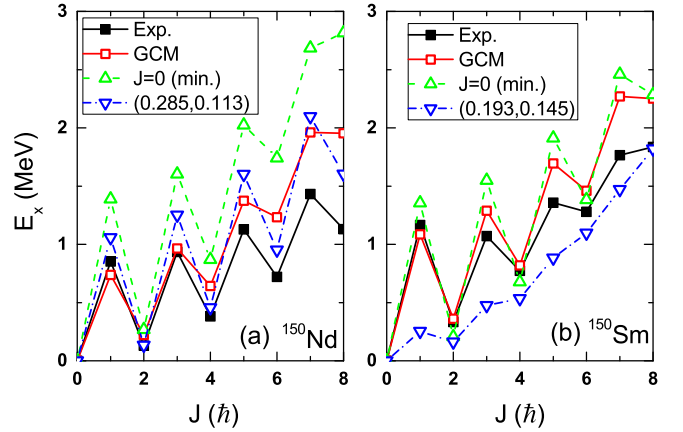 3
2
1
0
E_x (MeV)
Exp.
GCM
J=0 (min.)
(0.285,0.113)
(a) ¹⁵⁰Nd
0 2 4 6 8
J (ℏ)
3
2
1
0
Exp.
GCM
J=0 (min.)
(0.193,0.145)
(b) ¹⁵⁰Sm
0 2 4 6 8
J (ℏ)